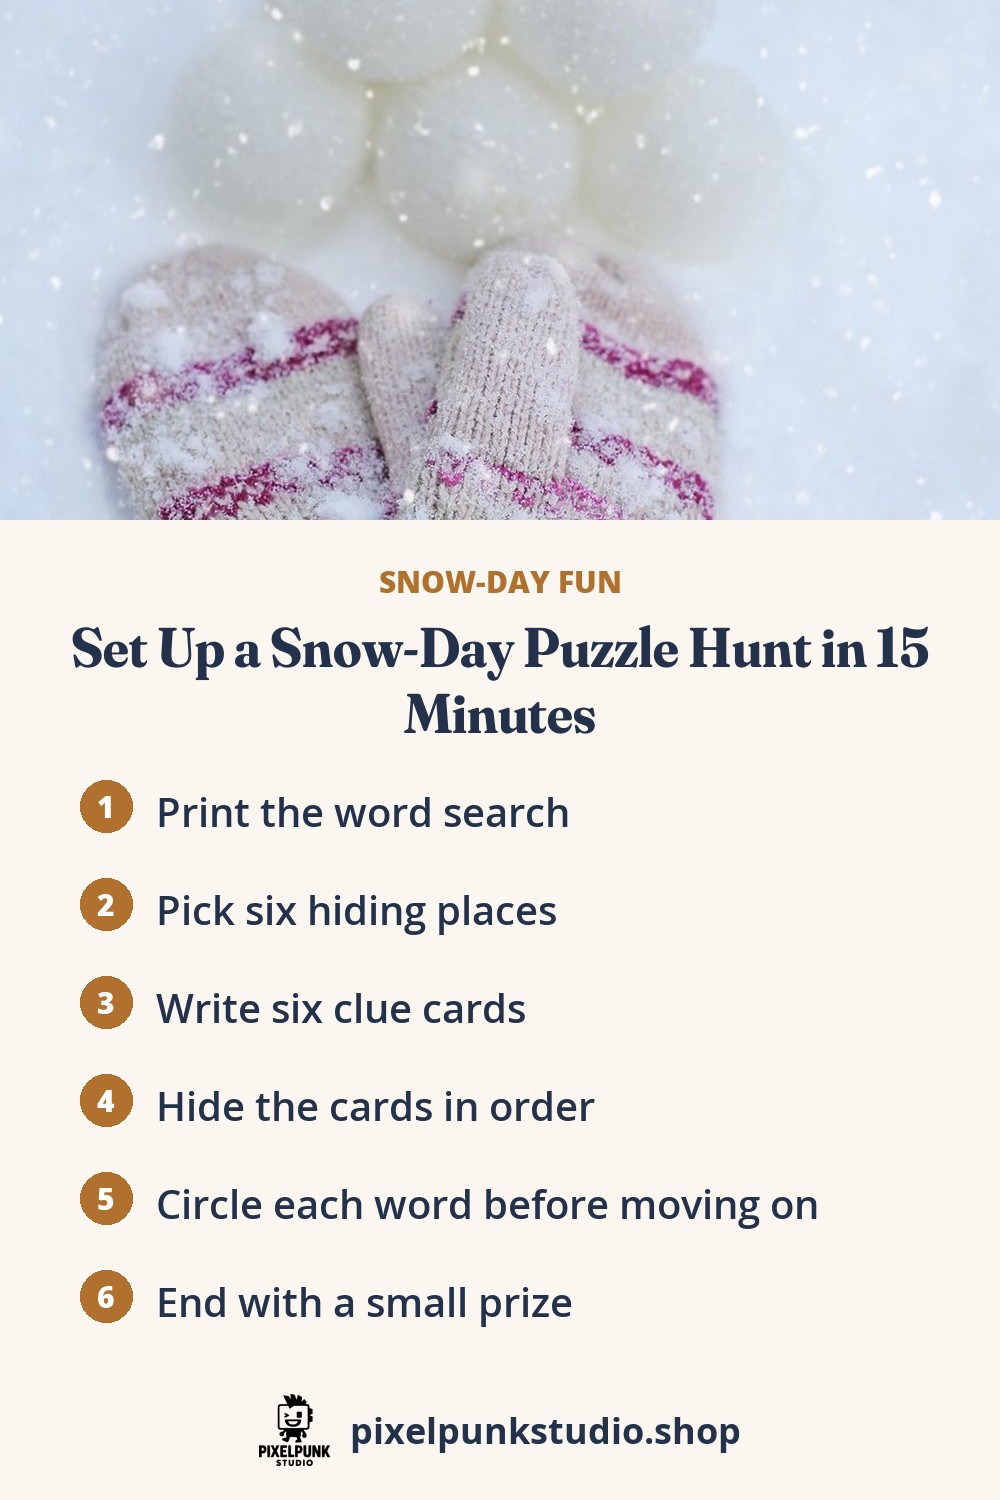 SNOW-DAY FUN
Set Up a Snow-Day Puzzle Hunt in 15
Minutes
1 Print the word search
2 Pick six hiding places
3 Write six clue cards
4 Hide the cards in order
5 Circle each word before moving on
6 End with a small prize
PIXELPUNK
STUDIO
pixelpunkstudio.shop